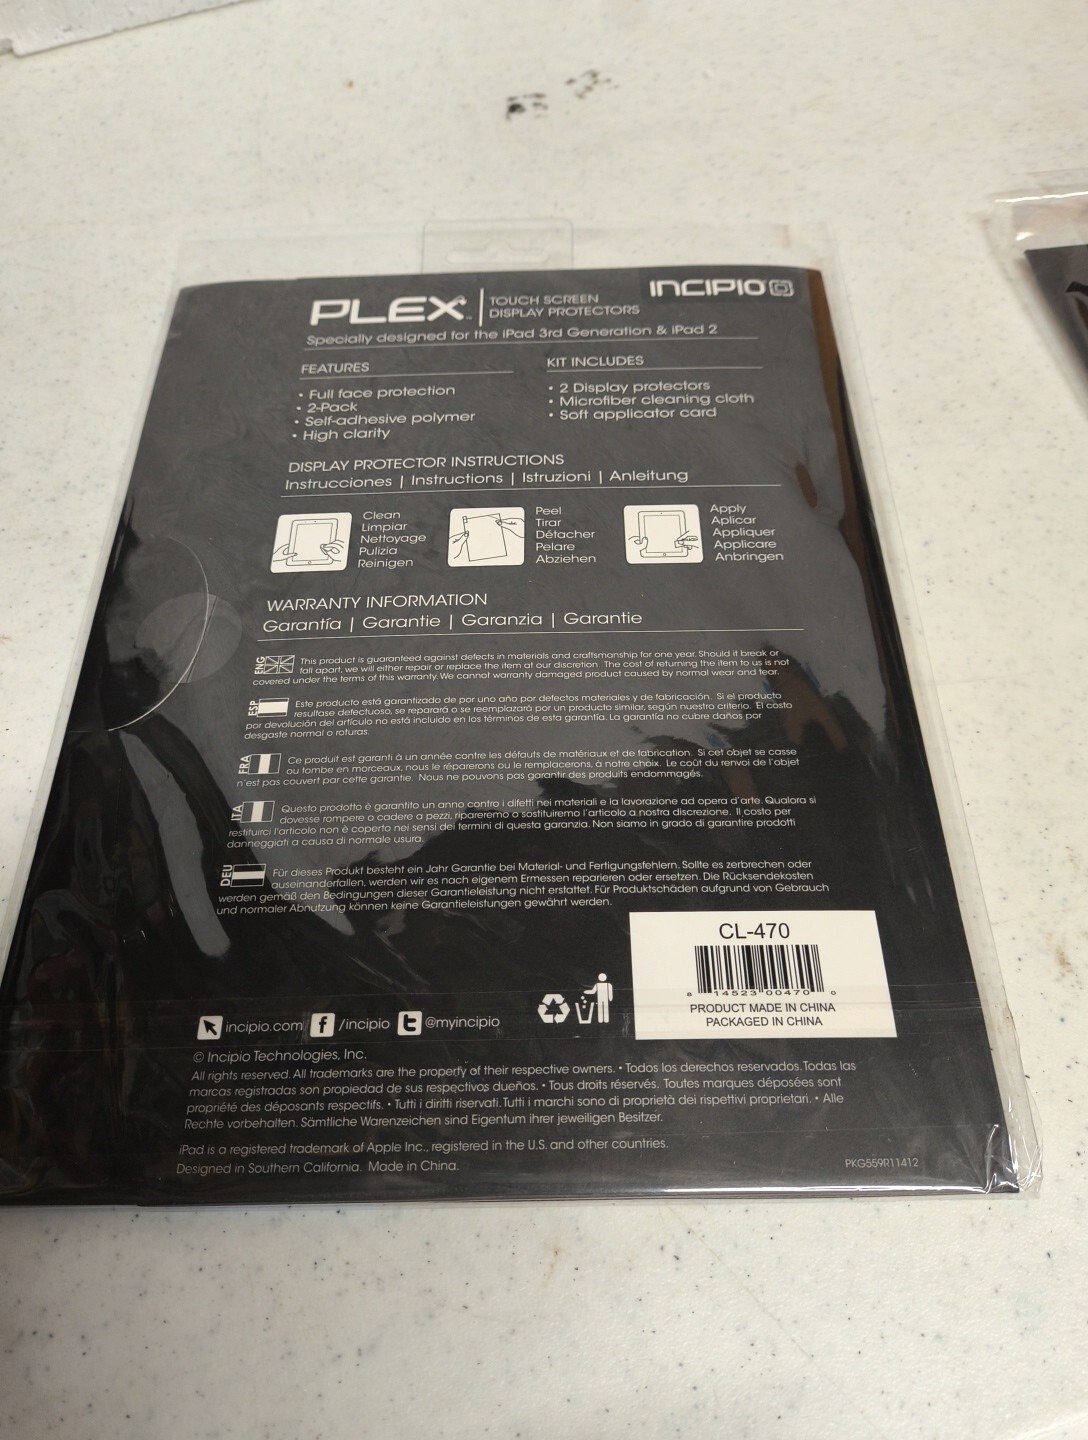 PLEX™ | TOUCH SCREEN
DISPLAY PROTECTORS
INCIPIO
Specially designed for the iPad 3rd Generation & iPad 2
FEATURES
• Full face protection
• 2-Pack
• Self-adhesive polymer
• High clarity
KIT INCLUDES
• 2 Display protectors
• Microfiber cleaning cloth
• Soft applicator card
DISPLAY PROTECTOR INSTRUCTIONS
Instrucciones | Instructions | Istruzioni | Anleitung
Clean
Limpiar
Nettoyage
Pulizia
Reinigen
Peel
Tirar
Détacher
Pelare
Abziehen
Apply
Aplicar
Appliquer
Applicare
Anbringen
WARRANTY INFORMATION
Garantía | Garantie | Garanzia | Garantie
ENG
This product is guaranteed against defects in materials and craftsmanship for one year. Should it break or
fall apart, we will either repair or replace the item at our discretion. The cost of returning the item to us is not
covered under the terms of this warranty. We cannot warranty damaged product caused by normal wear and tear.
ESP
Este producto está garantizado de por uno año por defectos materiales y de fabricación. Si el producto
resultase defectuoso, se reparará o se reemplazará por un producto similar, según nuestro criterio. El costo
por devolución del artículo no está incluido en los términos de esta garantía. La garantía no cubre daños por
desgaste normal o roturas.
FRA
Ce produit est garanti à un année contre les défauts de matériaux et de fabrication. Si cet objet se casse
ou tombe en morceaux, nous le réparerons ou le remplacerons, à notre choix. Le coût du renvoi de l'objet
n'est pas couvert par cette garantie. Nous ne pouvons pas garantir des produits endommagés.
ITA
Questo prodotto è garantito un anno contro i difetti nei materiali e la lavorazione ad opera d'arte. Qualora si
dovesse rompere o cadere a pezzi, ripareremo o sostituiremo l'articolo a nostra discrezione. Il costo per
restituirci l'articolo non è coperto nei sensi dei termini di questa garanzia. Non siamo in grado di garantire prodotti
danneggiati a causa di normale usura.
DEU
Für dieses Produkt besteht ein Jahr Garantie bei Material- und Fertigungsfehlern. Sollte es zerbrechen oder
auseinanderfallen, werden wir es nach eigenem Ermessen reparieren oder ersetzen. Die Rücksendekosten
werden gemäß den Bedingungen dieser Garantieleistung nicht erstattet. Für Produktschäden aufgrund von Gebrauch
und normaler Abnutzung können keine Garantieleistungen gewährt werden.
CL-470
8 14523 00470 0
PRODUCT MADE IN CHINA
PACKAGED IN CHINA
incipio.com f /incipio t @myincipio
© Incipio Technologies, Inc.
All rights reserved. All trademarks are the property of their respective owners. • Todos los derechos reservados. Todas las
marcas registradas son propiedad de sus respectivos dueños. • Tous droits réservés. Toutes marques déposées sont
propriété des déposants respectifs. • Tutti i diritti riservati. Tutti i marchi sono di proprietà dei rispettivi proprietari. • Alle
Rechte vorbehalten. Sämtliche Warenzeichen sind Eigentum ihrer jeweiligen Besitzer.
iPad is a registered trademark of Apple Inc., registered in the U.S. and other countries.
Designed in Southern California. Made in China.
PKG559R11412